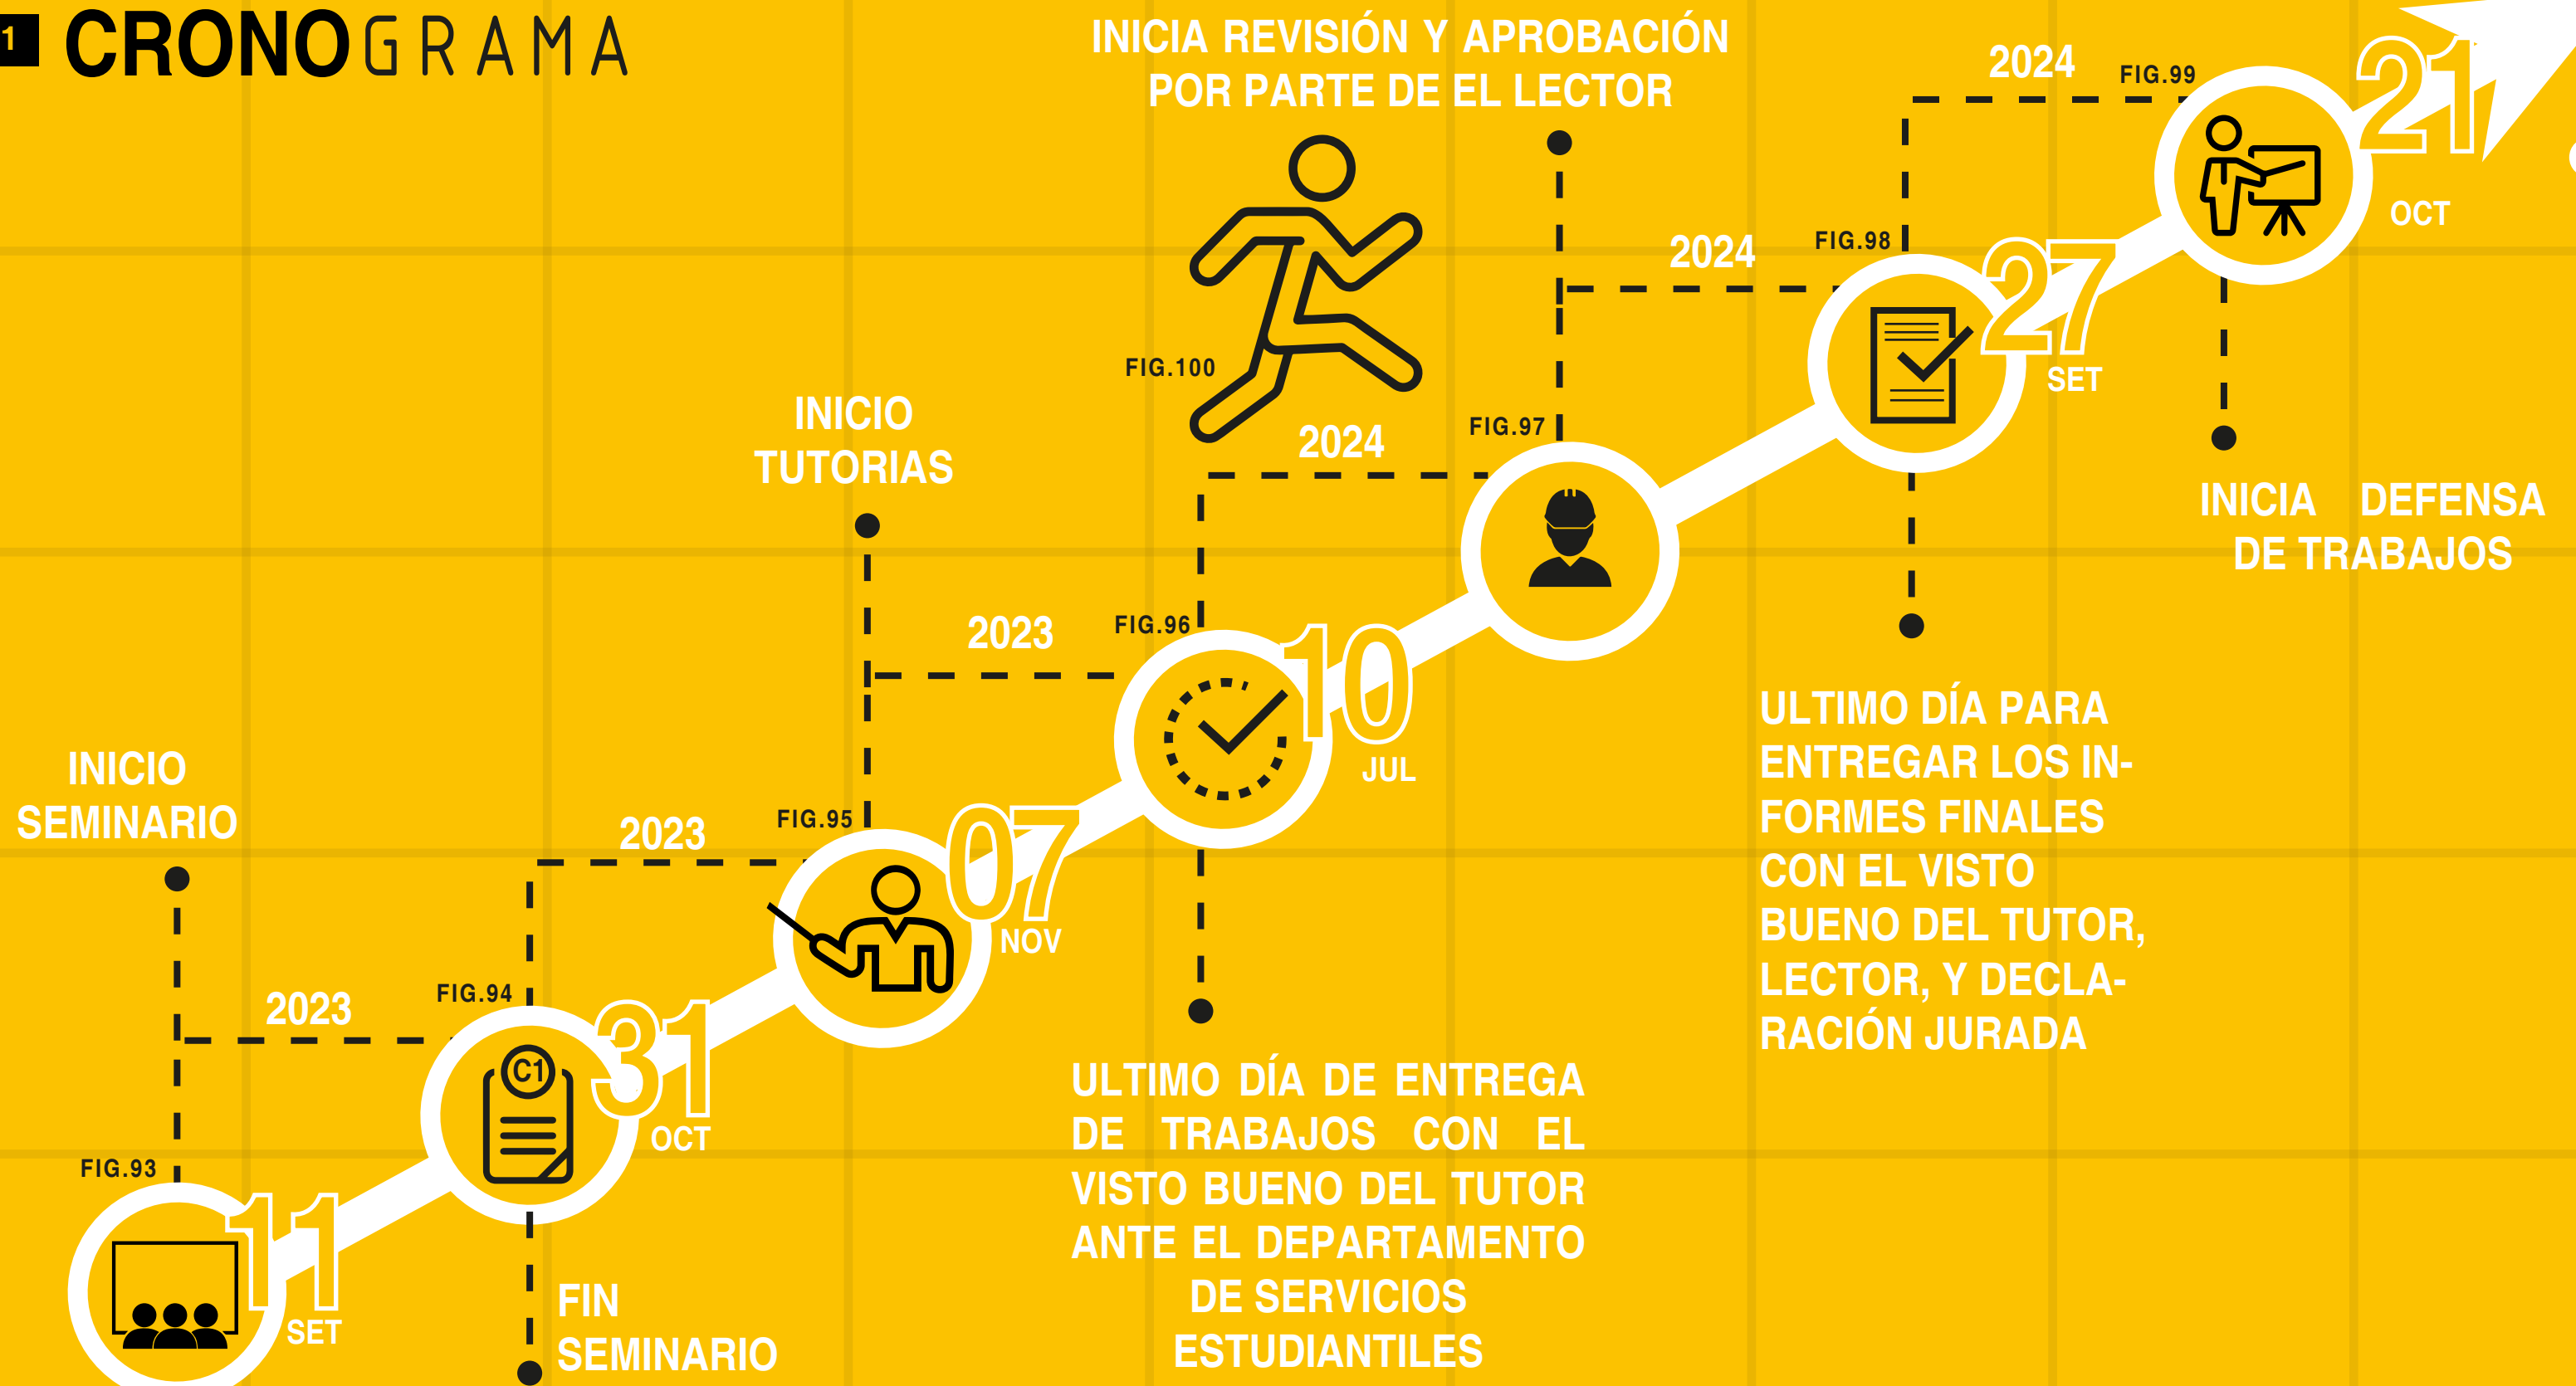 1 CRONOGRAMA
INICIO
SEMINARIO
2023
FIG.93
11
SET
2023
FIG.94
C1
31
OCT
FIN
SEMINARIO
INICIO
TUTORIAS
2023
FIG.95
07
NOV
2024
FIG.96
10
JUL
ULTIMO DÍA DE ENTREGA
DE TRABAJOS CON EL
VISTO BUENO DEL TUTOR
ANTE EL DEPARTAMENTO
DE SERVICIOS
ESTUDIANTILES
FIG.100
INICIA REVISIÓN Y APROBACIÓN
POR PARTE DE EL LECTOR
2024
FIG.97
FIG.98
27
SET
ULTIMO DÍA PARA
ENTREGAR LOS IN-
FORMES FINALES
CON EL VISTO
BUENO DEL TUTOR,
LECTOR, Y DECLA-
RACIÓN JURADA
2024
FIG.99
21
OCT
INICIA DEFENSA
DE TRABAJOS